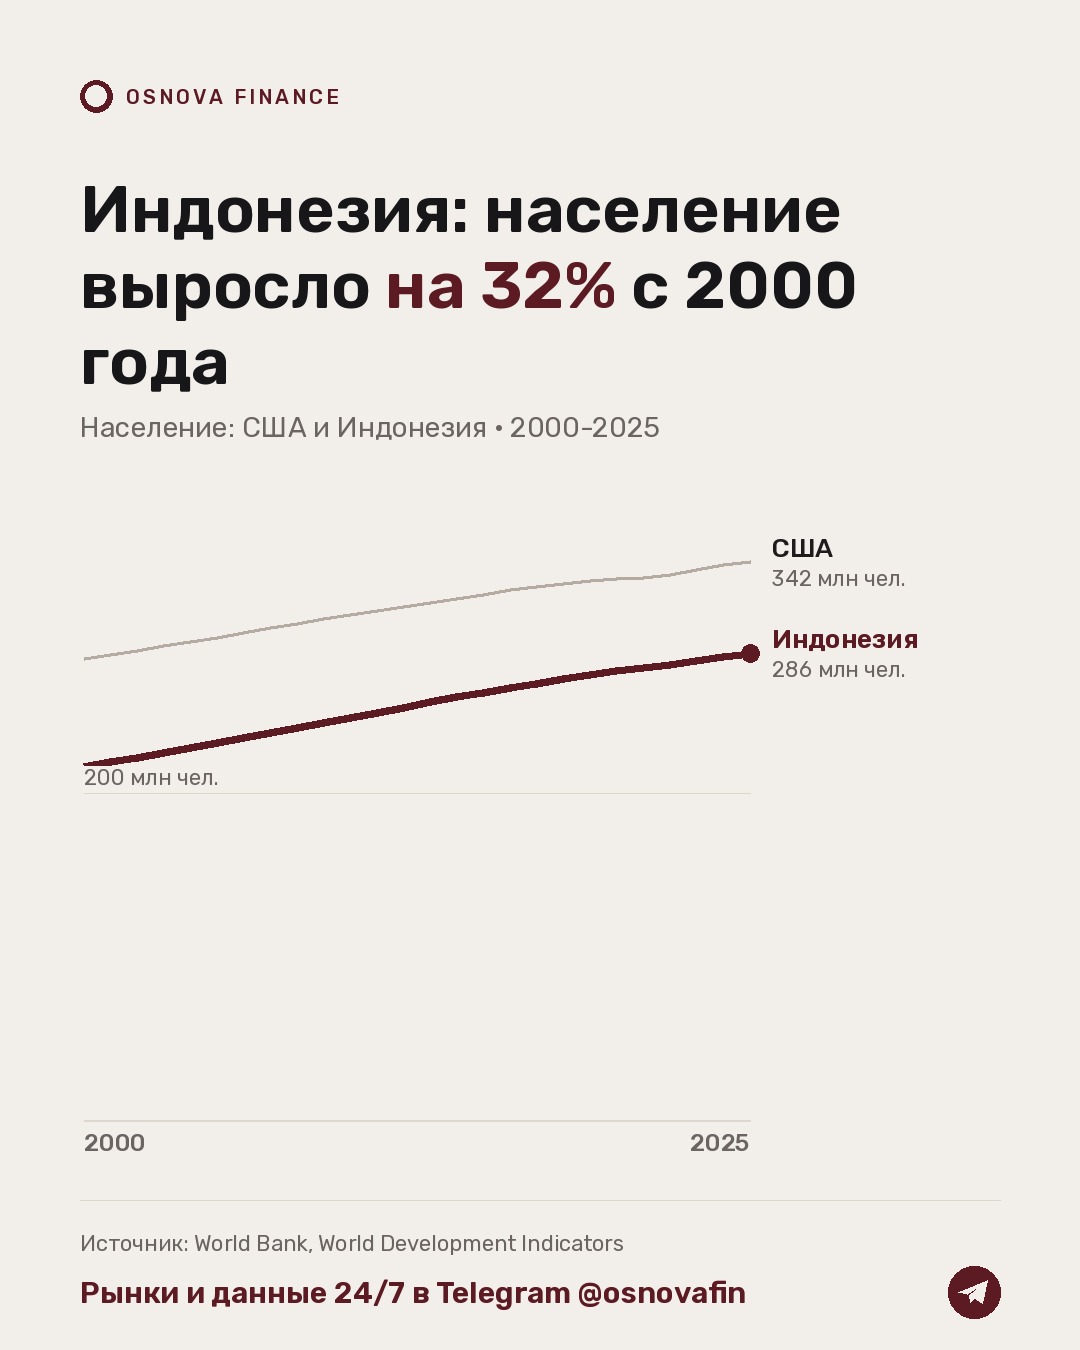 OSNOVA FINANCE
Индонезия: население
выросло на 32% с 2000
года
Население: США и Индонезия • 2000–2025
США
342 млн чел.
Индонезия
286 млн чел.
200 млн чел.
2000
2025
Источник: World Bank, World Development Indicators
Рынки и данные 24/7 в Telegram @osnovafin